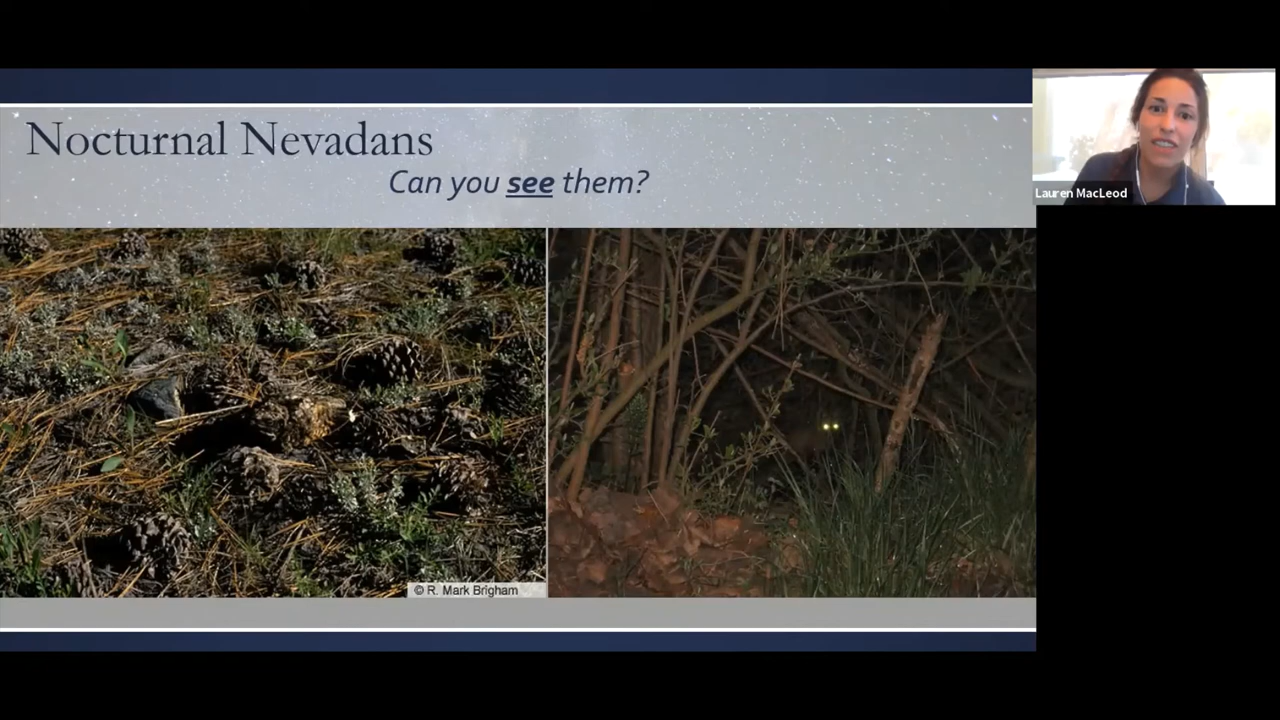 Nocturnal Nevadans
Can you see them?
Lauren MacLeod
© R. Mark Brigham